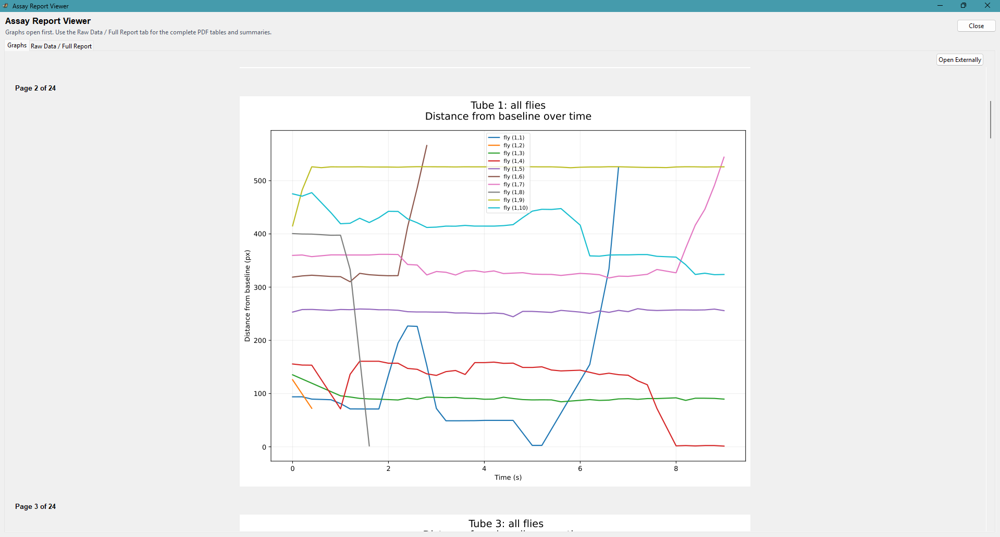 Assay Report Viewer
Assay Report Viewer
Graphs open first. Use the Raw Data / Full Report tab for the complete PDF tables and summaries.
Close
Graphs
Raw Data / Full Report
Open Externally
Page 2 of 24
Tube 1: all flies
Distance from baseline over time
fly (1,1)
fly (1,2)
fly (1,3)
fly (1,4)
fly (1,5)
fly (1,6)
fly (1,7)
fly (1,8)
fly (1,9)
fly (1,10)
Distance from baseline (px)
500
400
300
200
100
0
0 2 4 6 8
Time (s)
Page 3 of 24
Tube 3: all flies